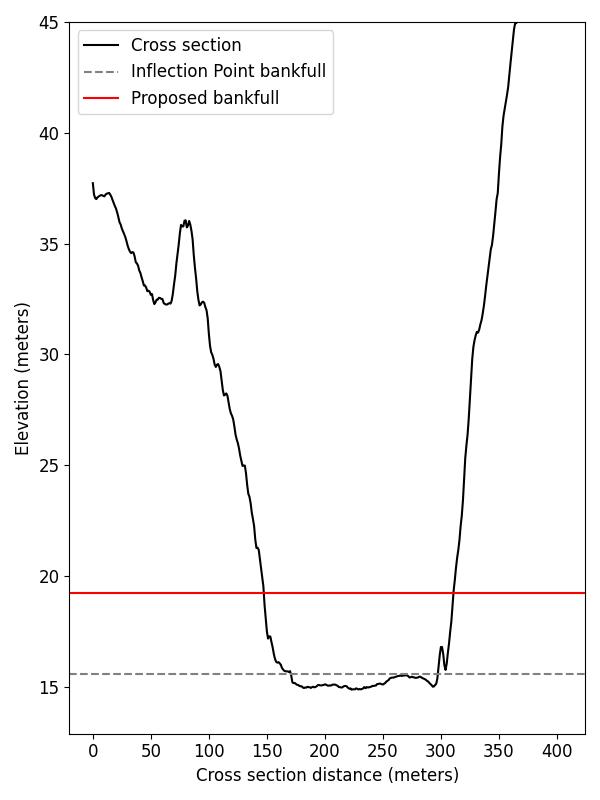 45
40
35
30
25
20
15
Elevation (meters)
Cross section
Inflection Point bankfull
Proposed bankfull
0 50 100 150 200 250 300 350 400
Cross section distance (meters)